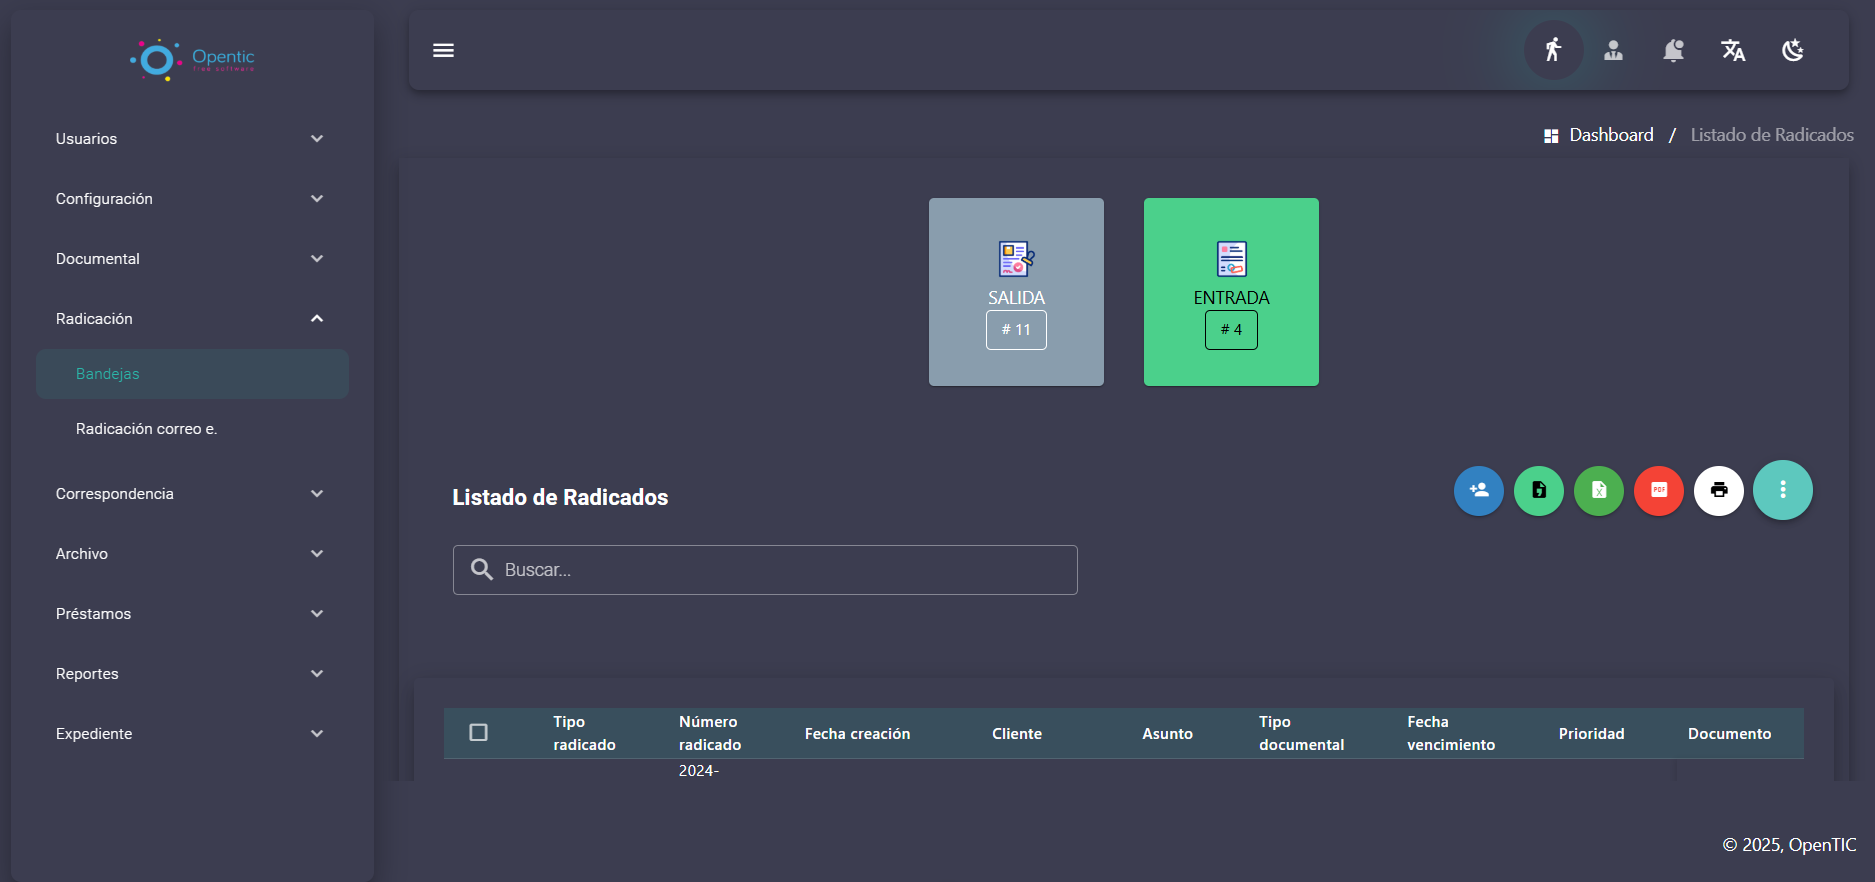 Opentic
free software
Usuarios
Configuración
Documental
Radicación
Bandejas
Radicación correo e.
Correspondencia
Archivo
Préstamos
Reportes
Expediente
Dashboard / Listado de Radicados
SALIDA
# 11
ENTRADA
# 4
Listado de Radicados
PDF
Buscar...
Tipo radicado
Número radicado
Fecha creación
Cliente
Asunto
Tipo documental
Fecha vencimiento
Prioridad
Documento
2024-
© 2025, OpenTIC